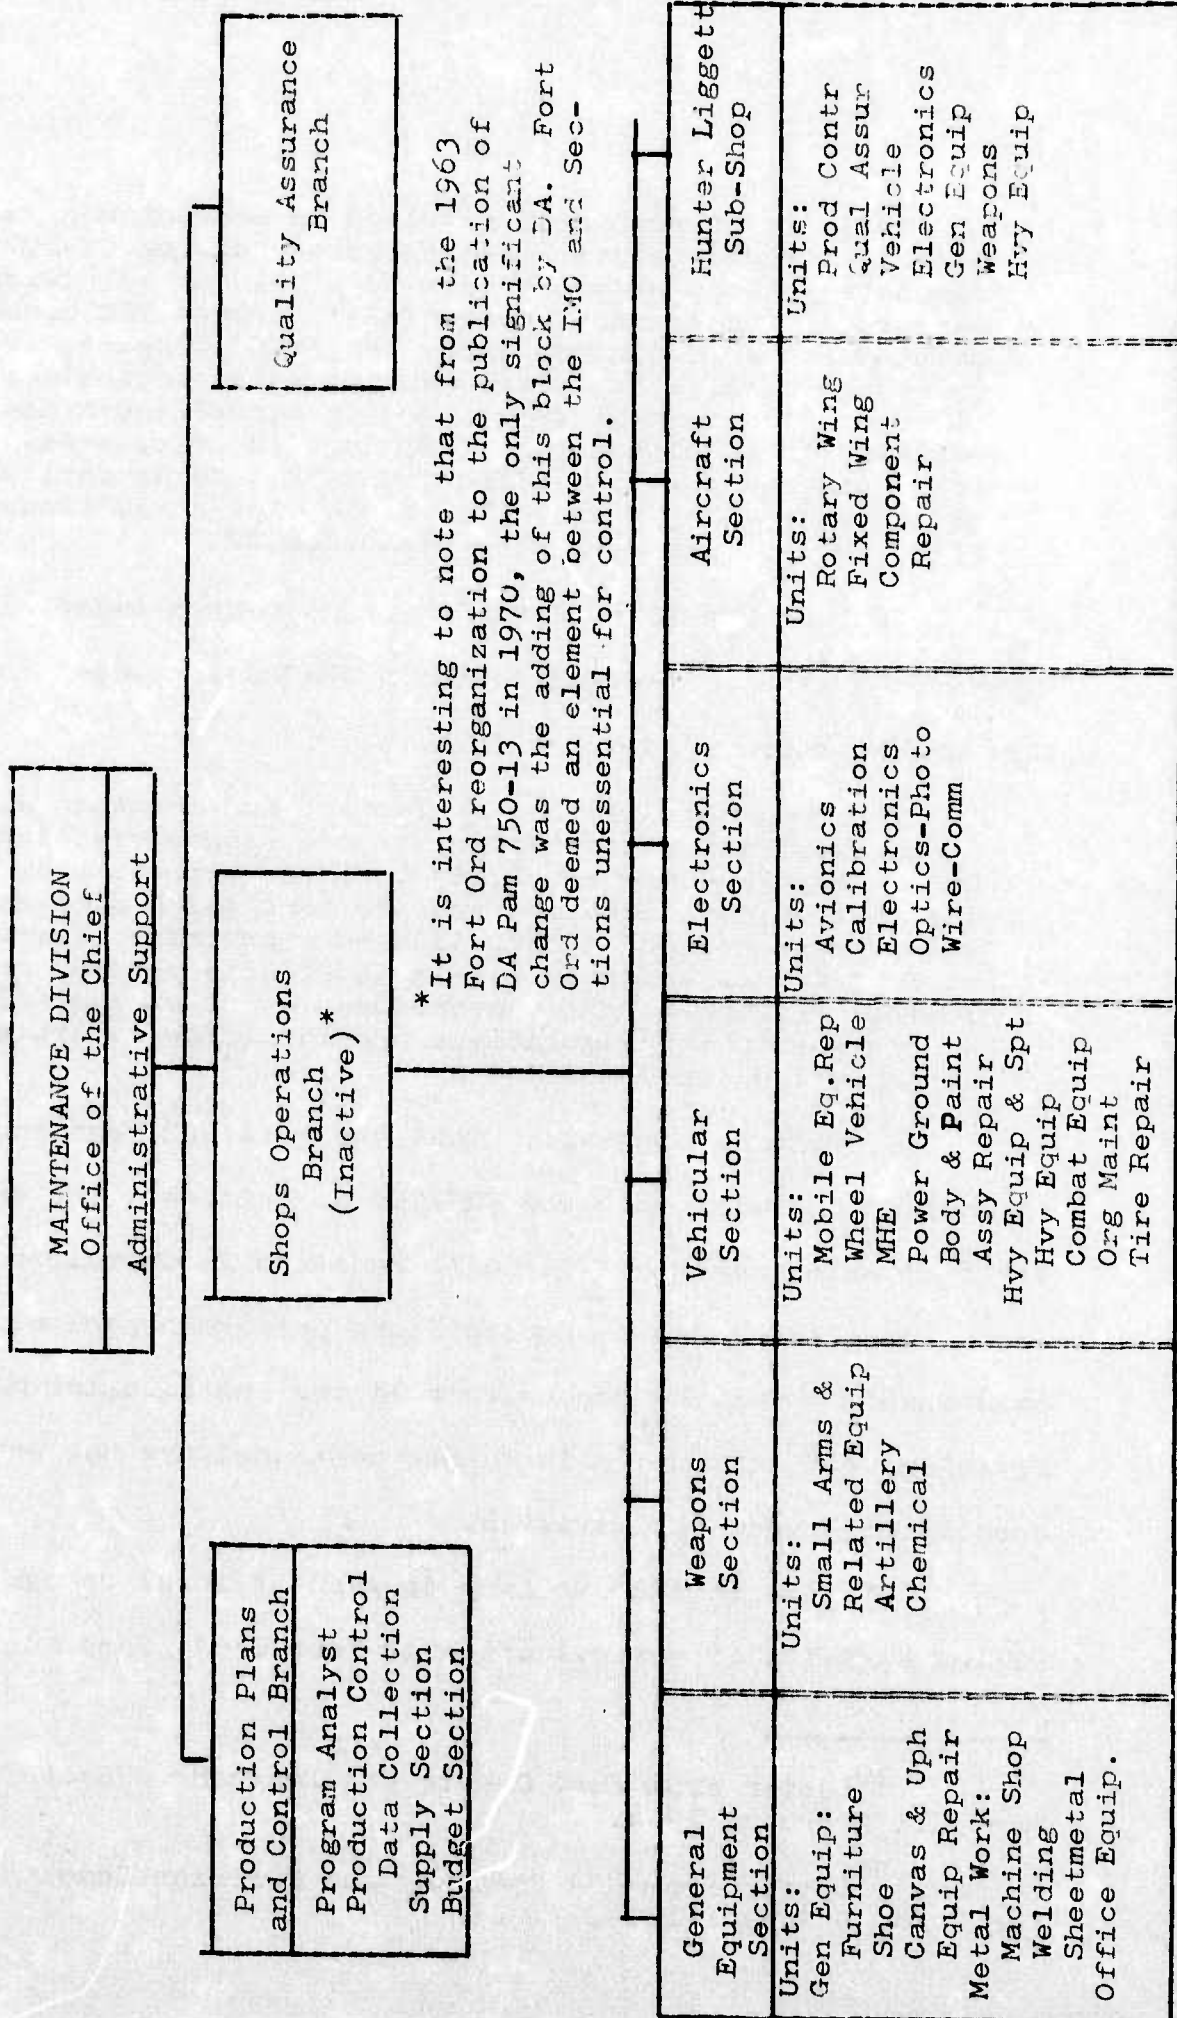 MAINTENANCE DIVISION
Office of the Chief
Administrative Support
Production Plans
and Control Branch
Program Analyst
Production Control
Data Collection
Supply Section
Budget Section
Shops Operations
Branch
(Inactive)*
Quality Assurance
Branch
*It is interesting to note that from the 1963
Fort Ord reorganization to the publication of
DA Pam 750-13 in 1970, the only significant
change was the adding of this block by DA. Fort
Ord deemed an element between the IMO and Sec-
tions unessential for control.
General
Equipment
Section
Units:
Gen Equip:
Furniture
Shoe
Canvas & Uph
Equip Repair
Metal Work:
Machine Shop
Welding
Sheetmetal
Office Equip.
Weapons
Section
Units:
Small Arms &
Related Equip
Artillery
Chemical
Vehicular
Section
Units:
Mobile Eq.Rep
Wheel Vehicle
MHE
Power Ground
Body & Paint
Assy Repair
Hvy Equip & Spt
Hvy Equip
Combat Equip
Org Maint
Tire Repair
Electronics
Section
Units:
Avionics
Calibration
Electronics
Optics-Photo
Wire-Comm
Aircraft
Section
Units:
Rotary Wing
Fixed Wing
Component
Repair
Hunter Liggett
Sub-Shop
Units:
Prod Contr
Qual Assur
Vehicle
Electronics
Gen Equip
Weapons
Hvy Equip